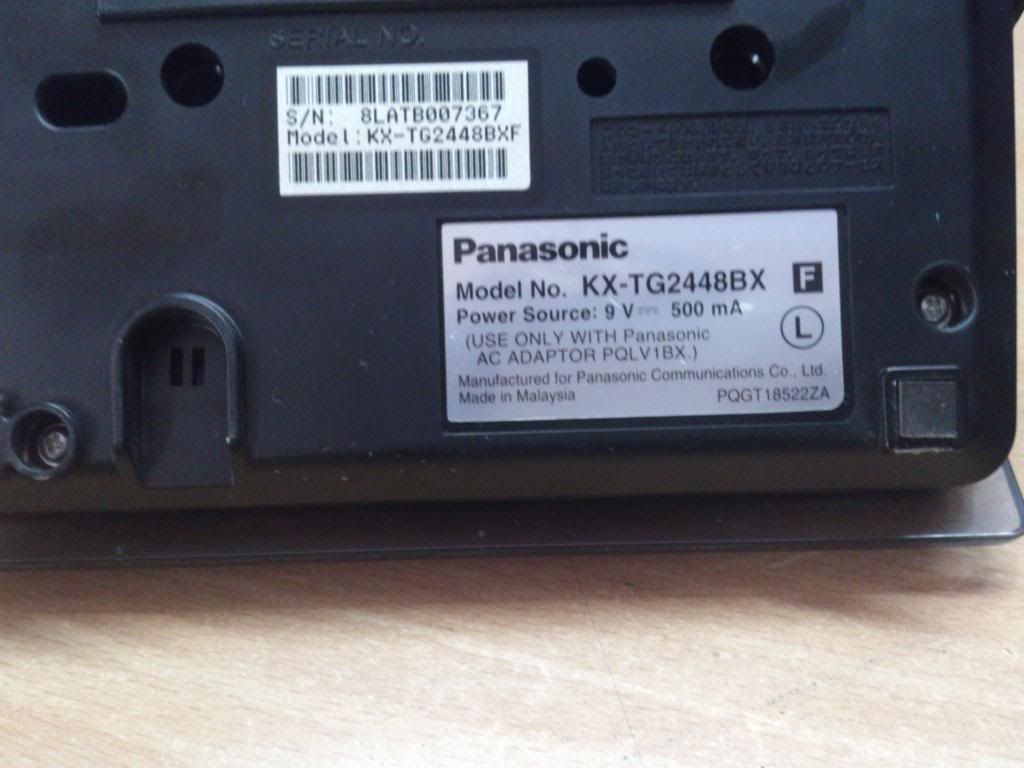 SERIAL NO.
S/N: 8LATB007367
Model:KX-TG2448BXF
Panasonic
Model No. KX-TG2448BX F
Power Source: 9 V 500 mA
L
(USE ONLY WITH Panasonic
AC ADAPTOR PQLV1BX.)
Manufactured for Panasonic Communications Co., Ltd.
Made in Malaysia PQGT18522ZA